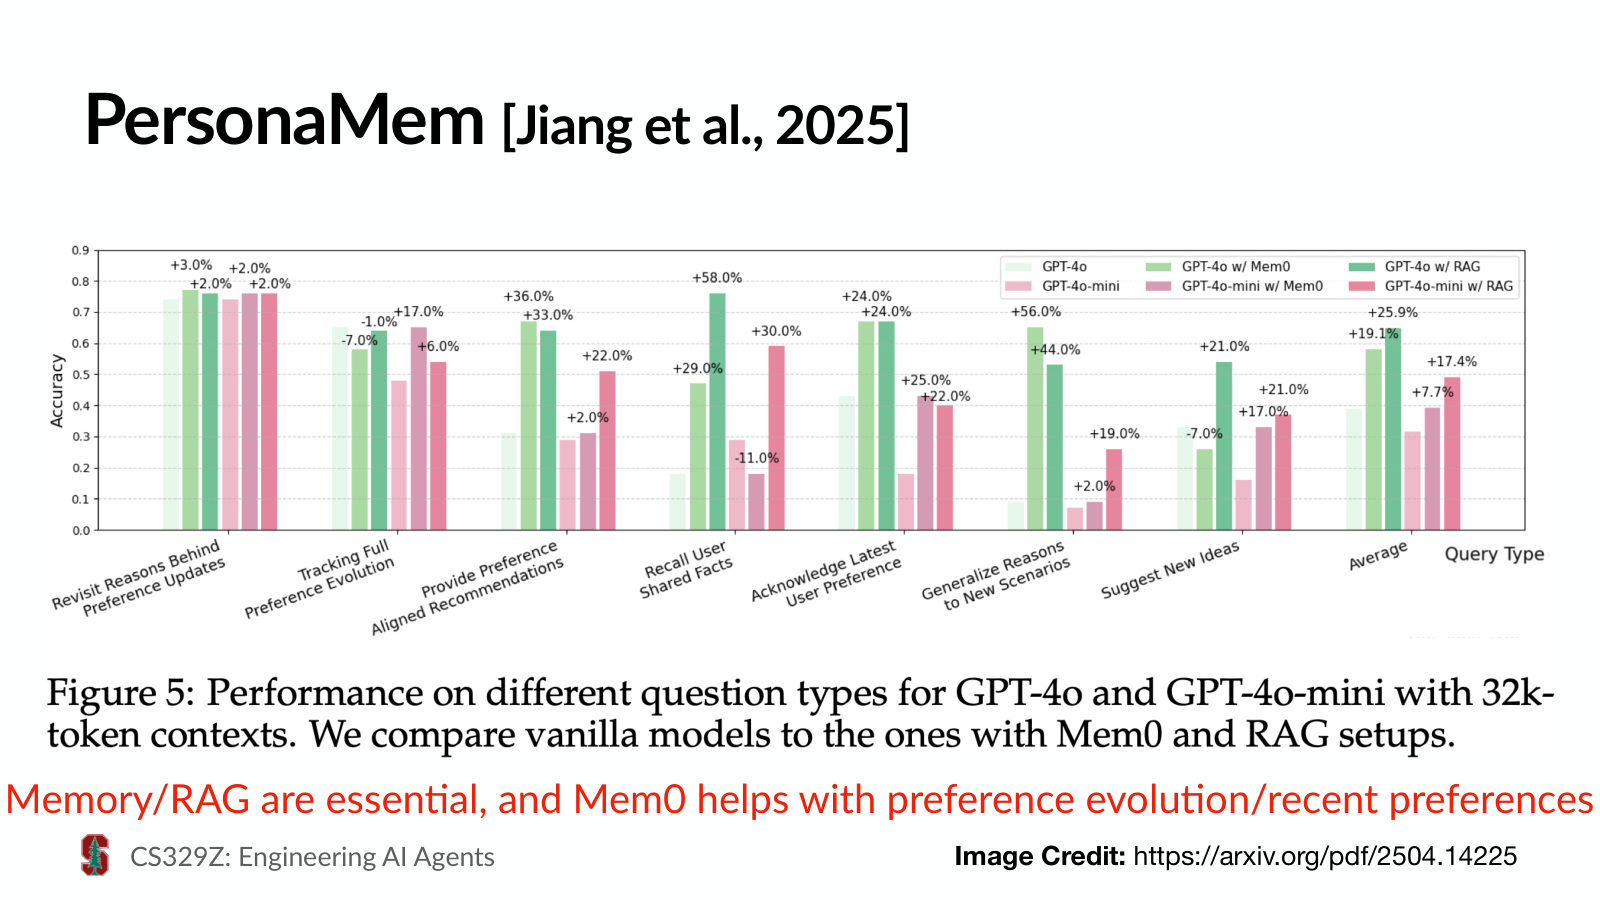 PersonaMem [Jiang et al., 2025]
0.9
0.8
0.7
0.6
0.5
0.4
0.3
0.2
0.1
0.0
Accuracy
GPT-4o
GPT-4o w/ Mem0
GPT-4o w/ RAG
GPT-4o-mini
GPT-4o-mini w/ Mem0
GPT-4o-mini w/ RAG
+3.0%
+2.0%
+2.0%
+2.0%
-7.0%
-1.0%
+17.0%
+6.0%
+36.0%
+33.0%
+2.0%
+22.0%
+29.0%
+58.0%
-11.0%
+30.0%
+24.0%
+24.0%
+25.0%
+22.0%
+56.0%
+44.0%
+2.0%
+19.0%
-7.0%
+21.0%
+17.0%
+21.0%
+19.1%
+25.9%
+7.7%
+17.4%
Revisit Reasons Behind
Preference Updates
Tracking Full
Preference Evolution
Provide Preference
Aligned Recommendations
Recall User
Shared Facts
Acknowledge Latest
User Preference
Generalize Reasons
to New Scenarios
Suggest New Ideas
Average
Query Type
Figure 5: Performance on different question types for GPT-4o and GPT-4o-mini with 32k-
token contexts. We compare vanilla models to the ones with Mem0 and RAG setups.
Memory/RAG are essential, and Mem0 helps with preference evolution/recent preferences
CS329Z: Engineering AI Agents
Image Credit: https://arxiv.org/pdf/2504.14225